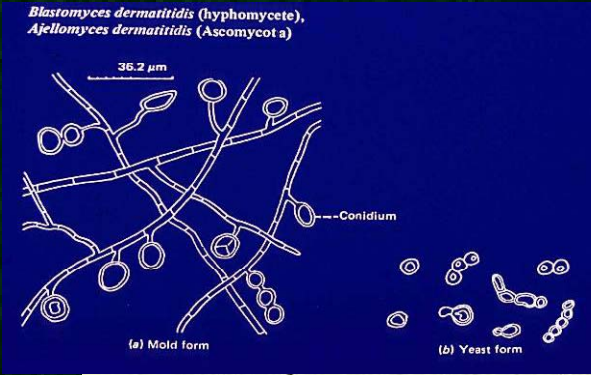 Blastomyces dermatitidis (hyphomycete),
Ajellomyces dermatitidis (Ascomycota)
36.2 µm
Conidium
(a) Mold form
(b) Yeast form